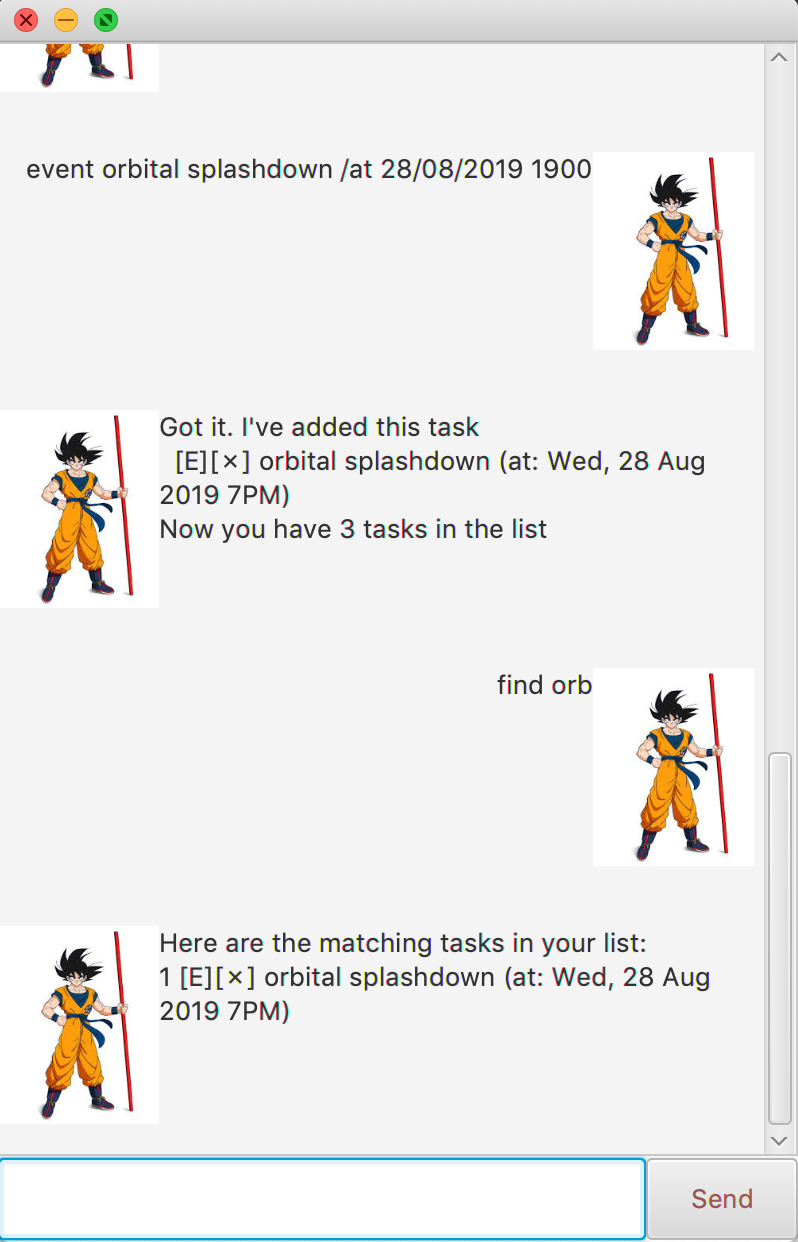 event orbital splashdown /at 28/08/2019 1900
Got it. I've added this task
[E][×] orbital splashdown (at: Wed, 28 Aug
2019 7PM)
Now you have 3 tasks in the list
find orb
Here are the matching tasks in your list:
1 [E][×] orbital splashdown (at: Wed, 28 Aug
2019 7PM)
Send